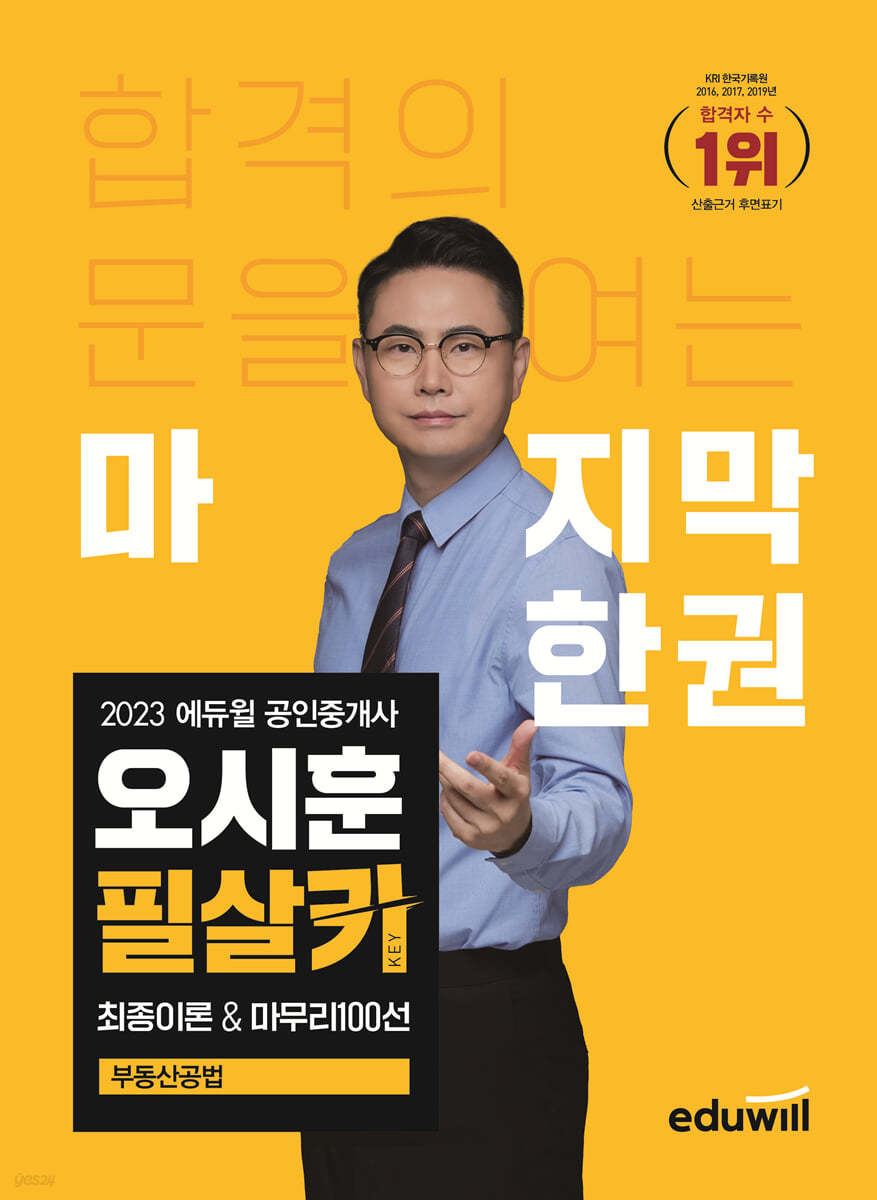 합격의
문을 여는
마지막
한권
KRI 한국기록원
2016, 2017, 2019년
합격자 수
1위
산출근거 후면표기
2023 에듀윌 공인중개사
오시훈
필살키
KEY
최종이론 & 마무리100선
부동산공법
eduwill
yes24